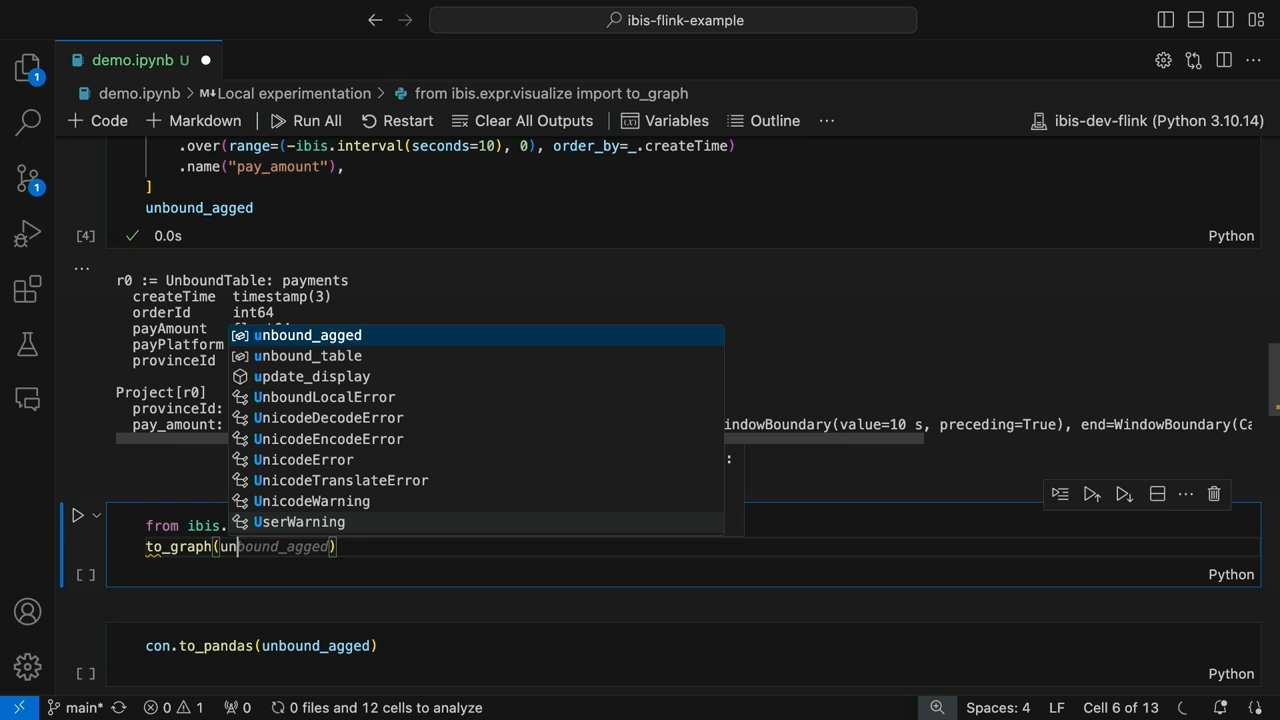 ibis-flink-example
demo.ipynb U
demo.ipynb > M↓Local experimentation > from ibis.expr.visualize import to_graph
+ Code + Markdown Run All Restart Clear All Outputs Variables Outline ... ibis-dev-flink (Python 3.10.14)
.over(range=(-ibis.interval(seconds=10), 0), order_by=_.createTime)
.name("pay_amount"),
]
unbound_agged
[4] 0.0s Python
...
r0 := UnboundTable: payments
createTime timestamp(3)
orderId int64
payAmount
payPlatform
provinceId
Project[r0]
provinceId:
pay_amount: indowBoundary(value=10 s, preceding=True), end=WindowBoundary(Ca
:
unbound_agged
unbound_table
update_display
UnboundLocalError
UnicodeDecodeError
UnicodeEncodeError
UnicodeError
UnicodeTranslateError
UnicodeWarning
UserWarning
from ibis.
to_graph(unbound_agged)
[ ] Python
con.to_pandas(unbound_agged)
[ ] Python
1
1
main* 0 1 0 0 files and 12 cells to analyze Spaces: 4 LF Cell 6 of 13